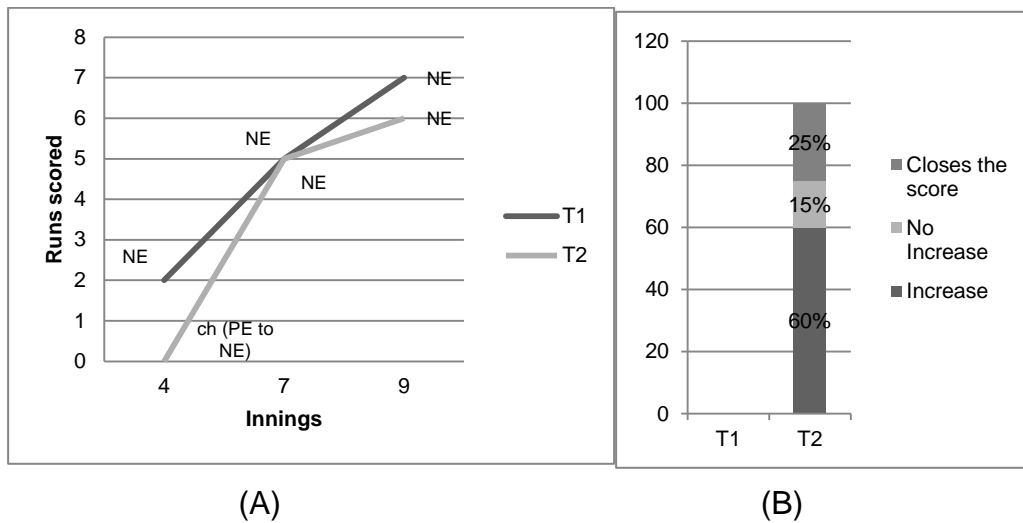 8
7
6
5
4
3
2
1
0
Runs scored
NE
NE
NE
NE
NE
ch (PE to
NE)
4 7 9
Innings
T1
T2
(A)
120
100
80
60
40
20
0
25%
15%
60%
T1 T2
Closes the
score
No
Increase
Increase
(B)